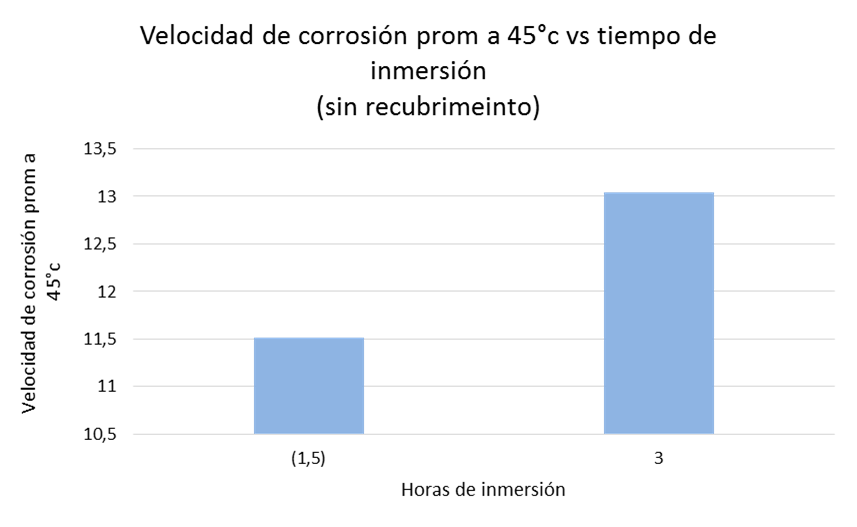 Velocidad de corrosión prom a 45°c vs tiempo de
inmersión
(sin recubrimeinto)
Velocidad de corrosión prom a
45°c
13,5
13
12,5
12
11,5
11
10,5
(1,5)
3
Horas de inmersión